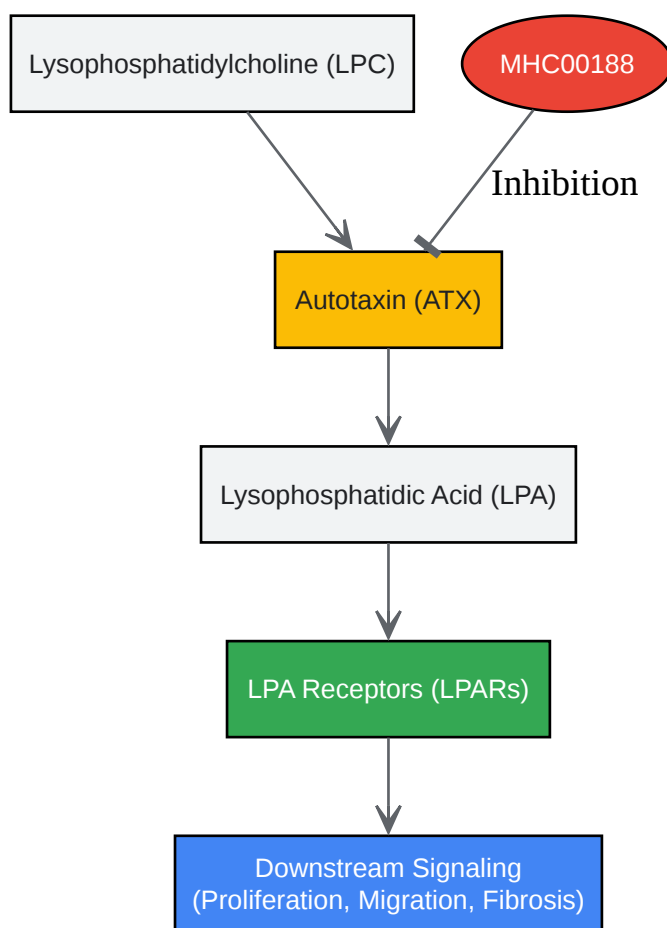 Lysophosphatidylcholine (LPC)
MHC00188
Inhibition
Autotaxin (ATX)
Lysophosphatidic Acid (LPA)
LPA Receptors (LPARs)
Downstream Signaling
(Proliferation, Migration, Fibrosis)